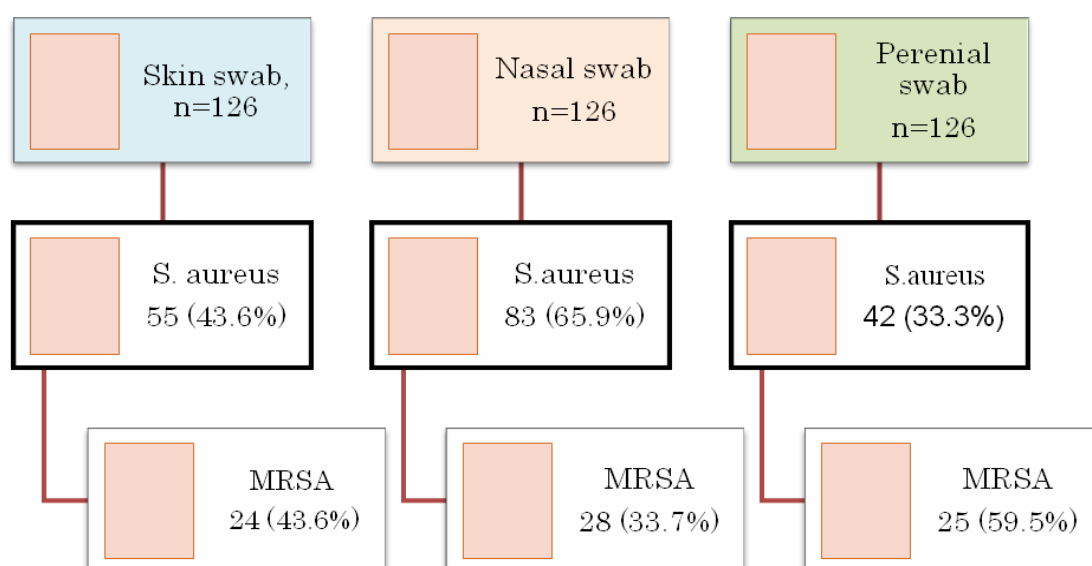 Skin swab,
n=126
Nasal swab
n=126
Perenial
swab
n=126
S. aureus
55 (43.6%)
S.aureus
83 (65.9%)
S.aureus
42 (33.3%)
MRSA
24 (43.6%)
MRSA
28 (33.7%)
MRSA
25 (59.5%)